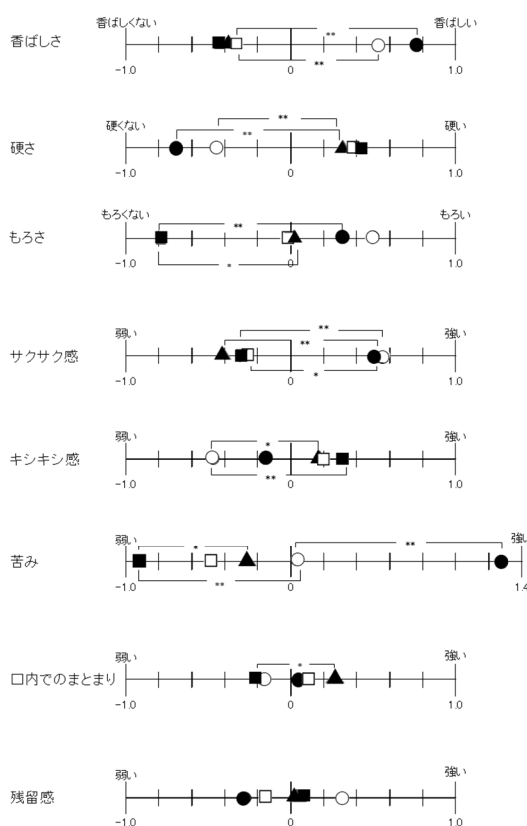 香ばしくない 香ばしい
香ばしさ
**
**
-1.0 0 1.0
硬くない 硬い
硬さ
**
**
-1.0 0 1.0
もろくない もろい
もろさ
**
*
-1.0 0 1.0
弱い 強い
サクサク感
**
**
*
-1.0 0 1.0
弱い 強い
キシキシ感
*
**
-1.0 0 1.0
弱い 強い
苦み
*
**
**
-1.0 0 1.4
弱い 強い
口内でのまとまり
*
-1.0 0 1.0
弱い 強い
残留感
-1.0 0 1.0